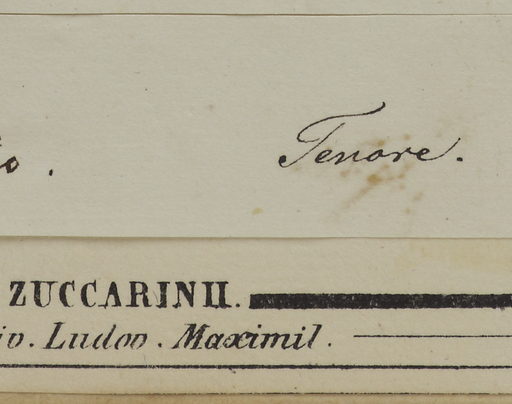 o. Tenore.
ZUCCARINII.
iv. Ludov. Maximil.